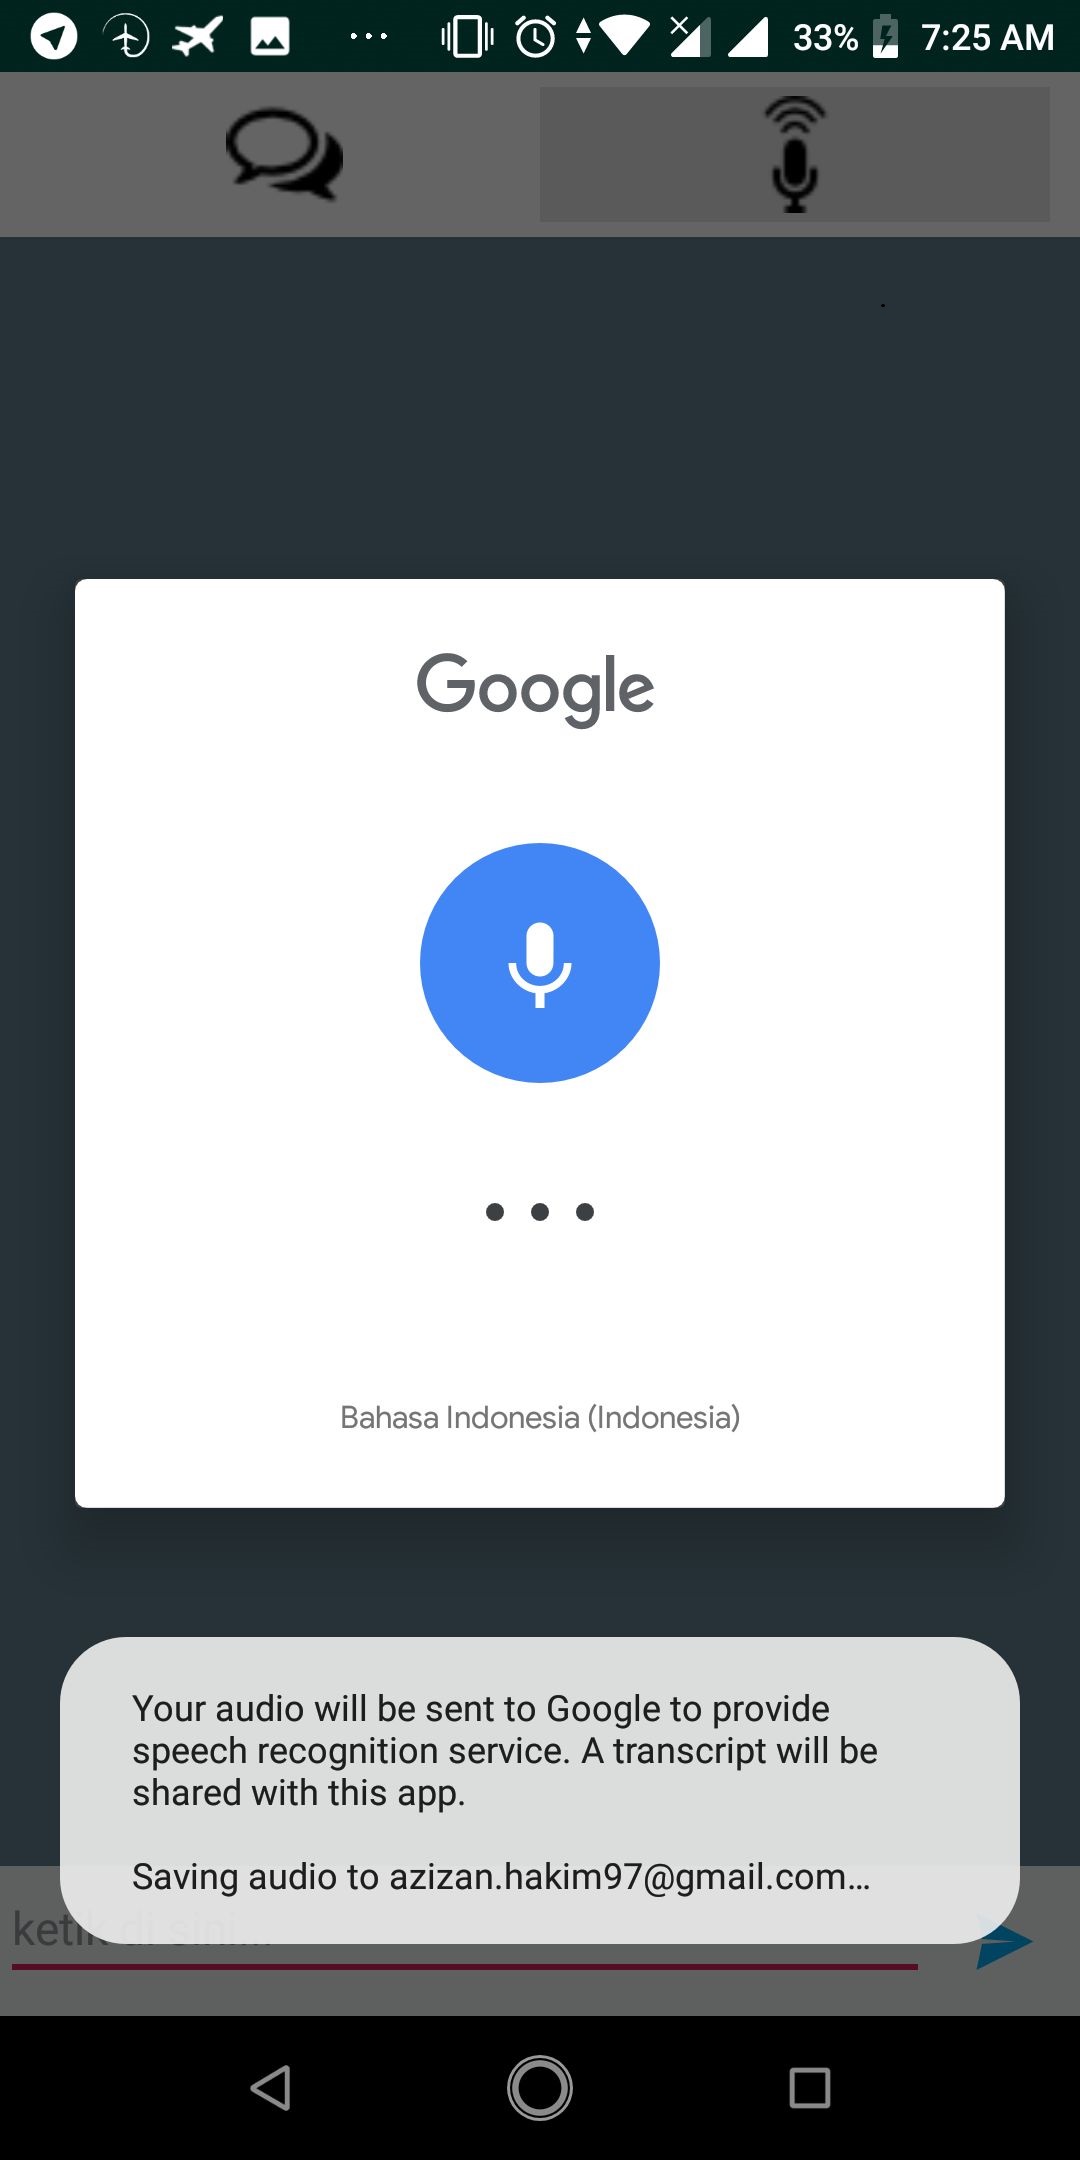 33% 7:25 AM
Google
Bahasa Indonesia (Indonesia)
Your audio will be sent to Google to provide
speech recognition service. A transcript will be
shared with this app.
Saving audio to azizan.hakim97@gmail.com…
ketik di sini...